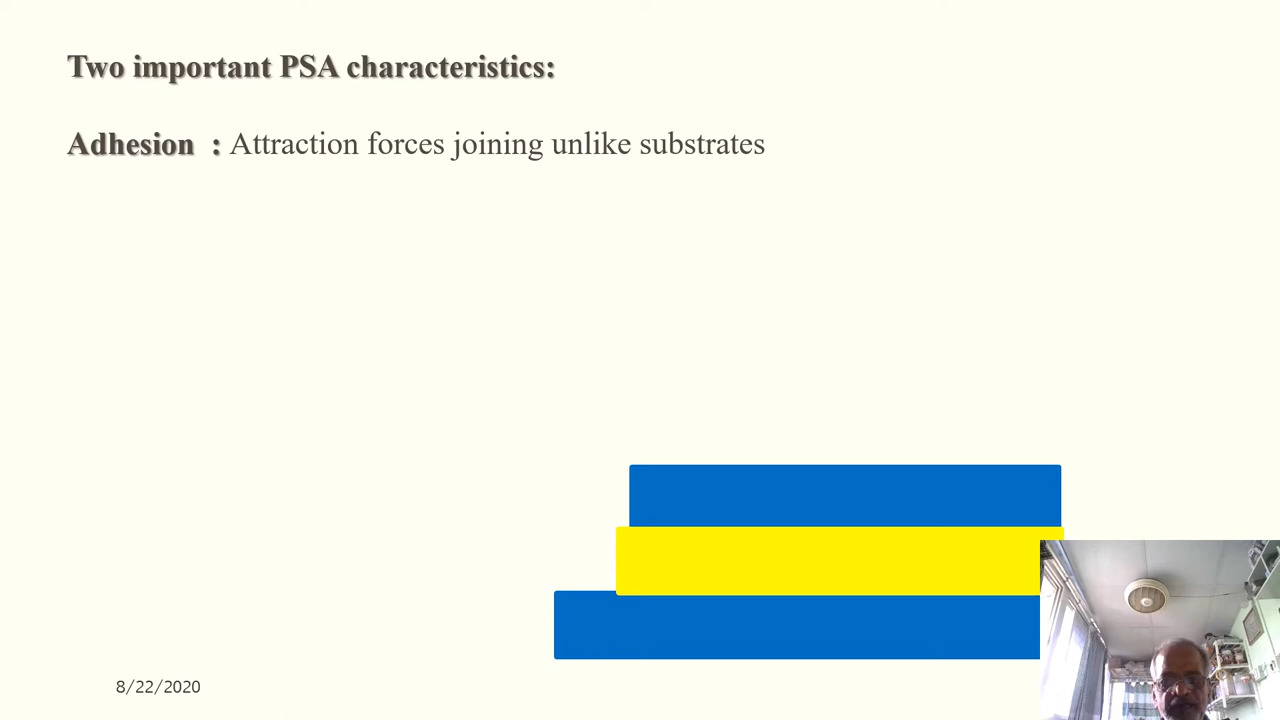 Two important PSA characteristics:
Adhesion : Attraction forces joining unlike substrates
8/22/2020